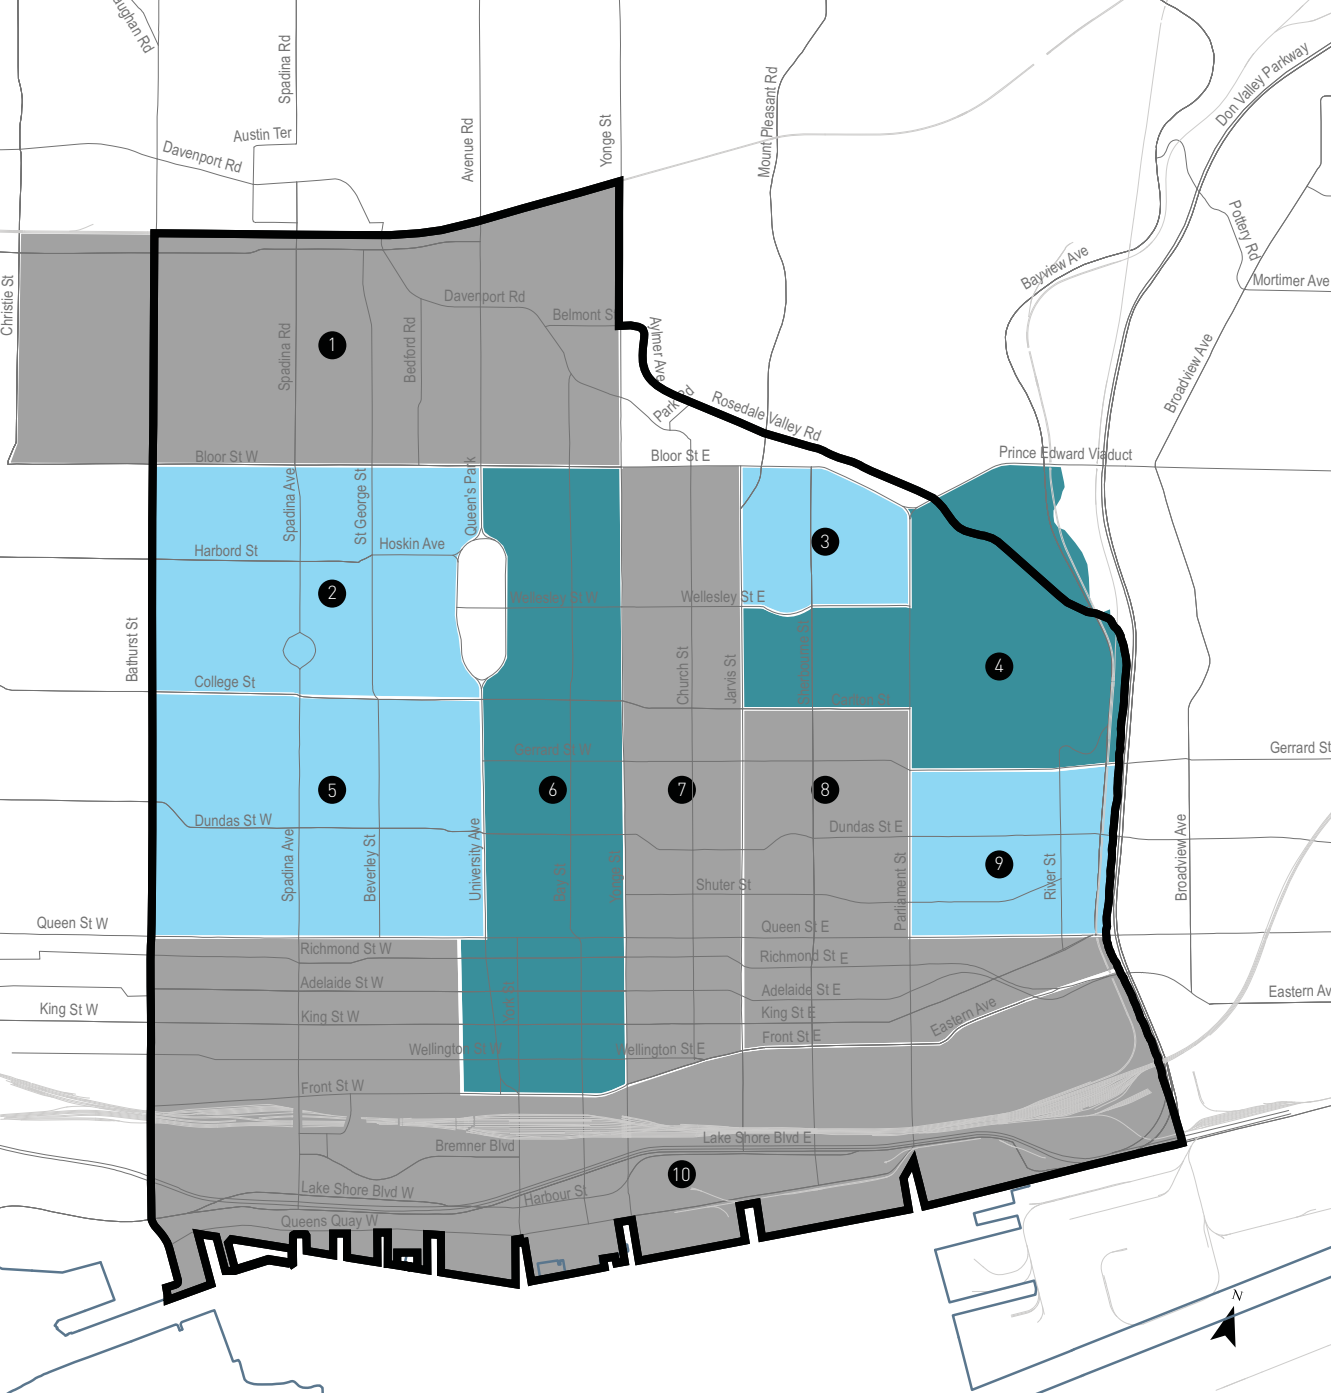 aughan Rd
Spadina Rd
Austin Ter
Davenport Rd
Avenue Rd
Yonge St
Mount Pleasant Rd
Don Valley Parkway
Pottery Rd
Bayview Ave
Mortimer Ave
Christie St
Davenport Rd
Belmont S
Aylmer Ave
Spadina Rd
1
Bedford Rd
Park Rd
Rosedale Valley Rd
Broadview Ave
Bloor St W
Bloor St E
Prince Edward Viaduct
Spadina Ave
St George St
Queen's Park
Harbord St
Hoskin Ave
3
2
Wellesley St W
Wellesley St E
Bathurst St
Church St
Jarvis St
Sherbourne St
4
College St
Carlton St
Gerrard St W
Gerrard St
5
6
7
8
Dundas St W
Dundas St E
Spadina Ave
Beverley St
University Ave
Bay St
Yonge St
Shuter St
Parliament St
9
River St
Broadview Ave
Queen St W
Queen St E
Richmond St W
Richmond St E
Adelaide St W
Adelaide St E
York St
Eastern Av
King St W
King St W
King St E
Eastern Ave
Front St E
Wellington St W
Wellington St E
Front St W
Bremner Blvd
Lake Shore Blvd E
10
Lake Shore Blvd W
Harbour St
Queens Quay W
N